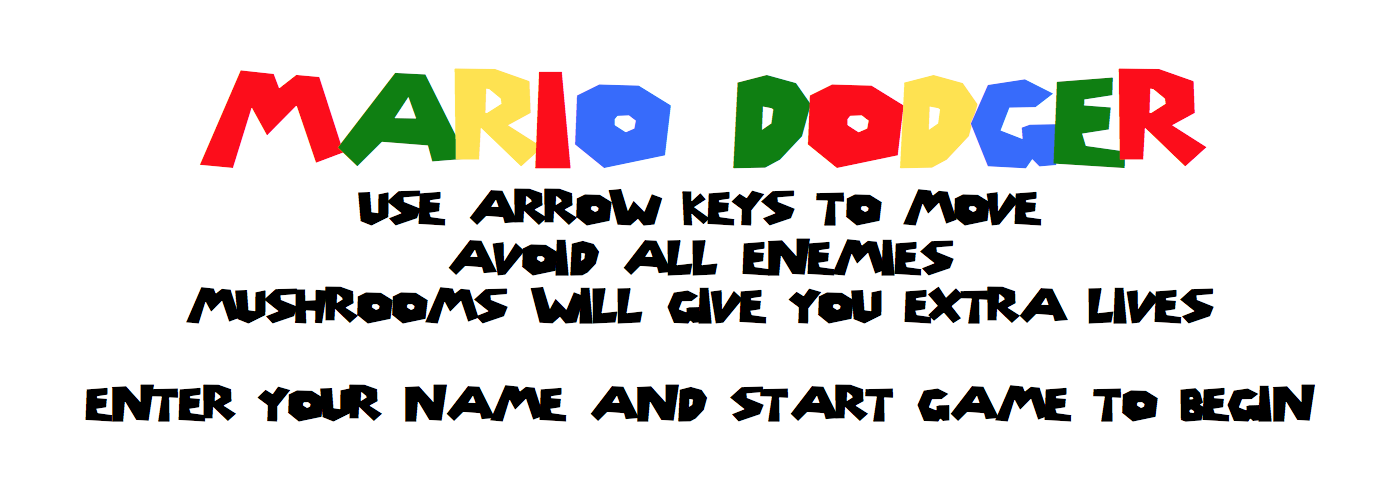 MARIO DODGER
USE ARROW KEYS TO MOVE
AVOID ALL ENEMIES
MUSHROOMS WILL GIVE YOU EXTRA LIVES
ENTER YOUR NAME AND START GAME TO BEGIN